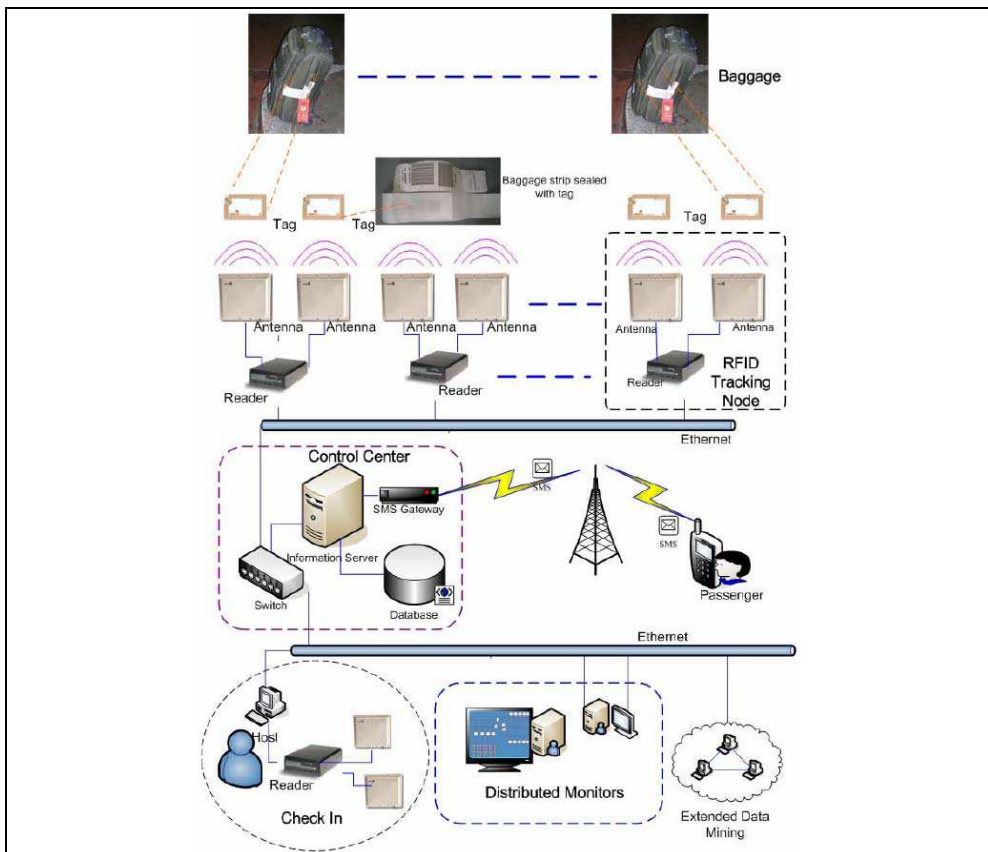 Baggage
Baggage strip sealed
with tag
Tag
Tag
Tag
Antenna
Antenna
Antenna
Antenna
Antenna
Antenna
Reader
Reader
Reader
RFID
Tracking
Node
Ethernet
Control Center
SMS
SMS Gateway
SMS
Information Server
Switch
Database
Passenger
Ethernet
Host
Reader
Check In
Distributed Monitors
Extended Data
Mining